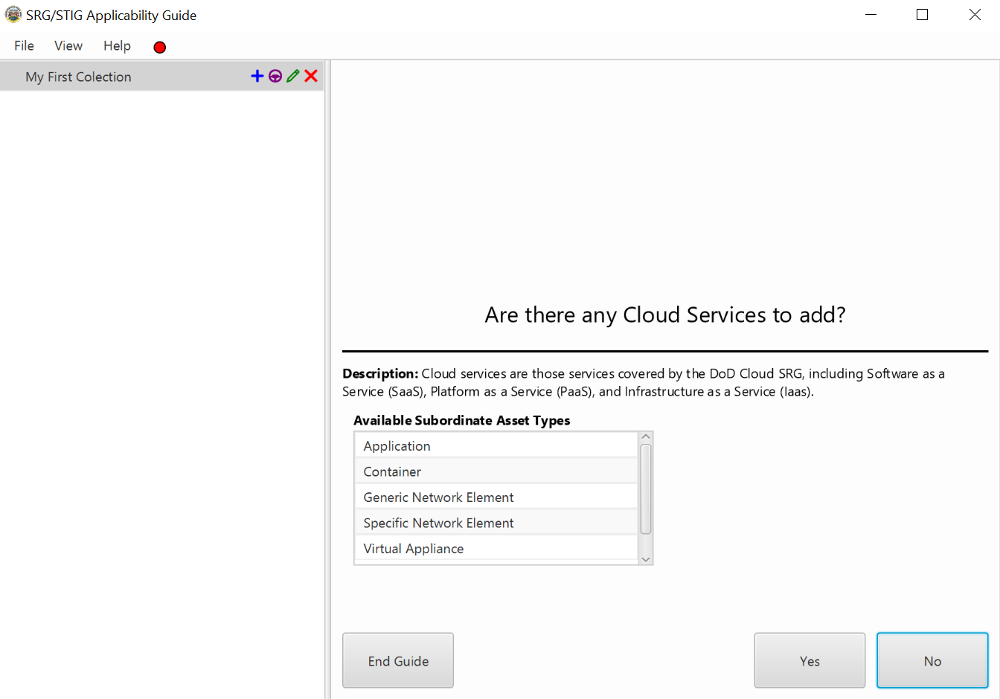 SRG/STIG Applicability Guide
File View Help
My First Colection
Are there any Cloud Services to add?
Description: Cloud services are those services covered by the DoD Cloud SRG, including Software as a
Service (SaaS), Platform as a Service (PaaS), and Infrastructure as a Service (Iaas).
Available Subordinate Asset Types
Application
Container
Generic Network Element
Specific Network Element
Virtual Appliance
End Guide
Yes
No